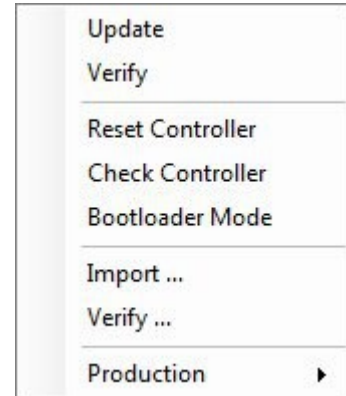 Update
Verify
Reset Controller
Check Controller
Bootloader Mode
Import ...
Verify ...
Production